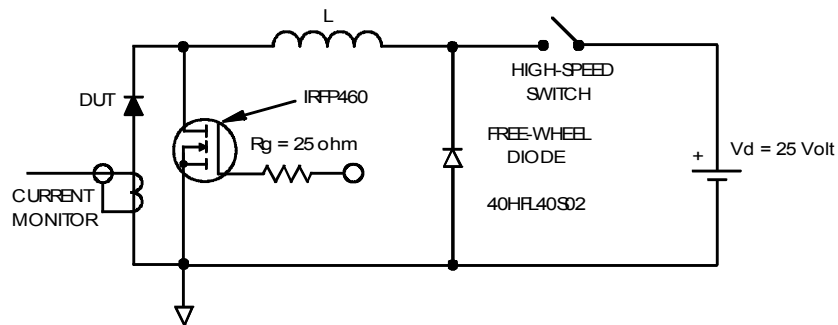 L
HIGH-SPEED
SWITCH
DUT
IRFP460
Rg = 25 ohm
FREE-WHEEL
DIODE
+
Vd = 25 Volt
CURRENT
MONITOR
40HFL40S02